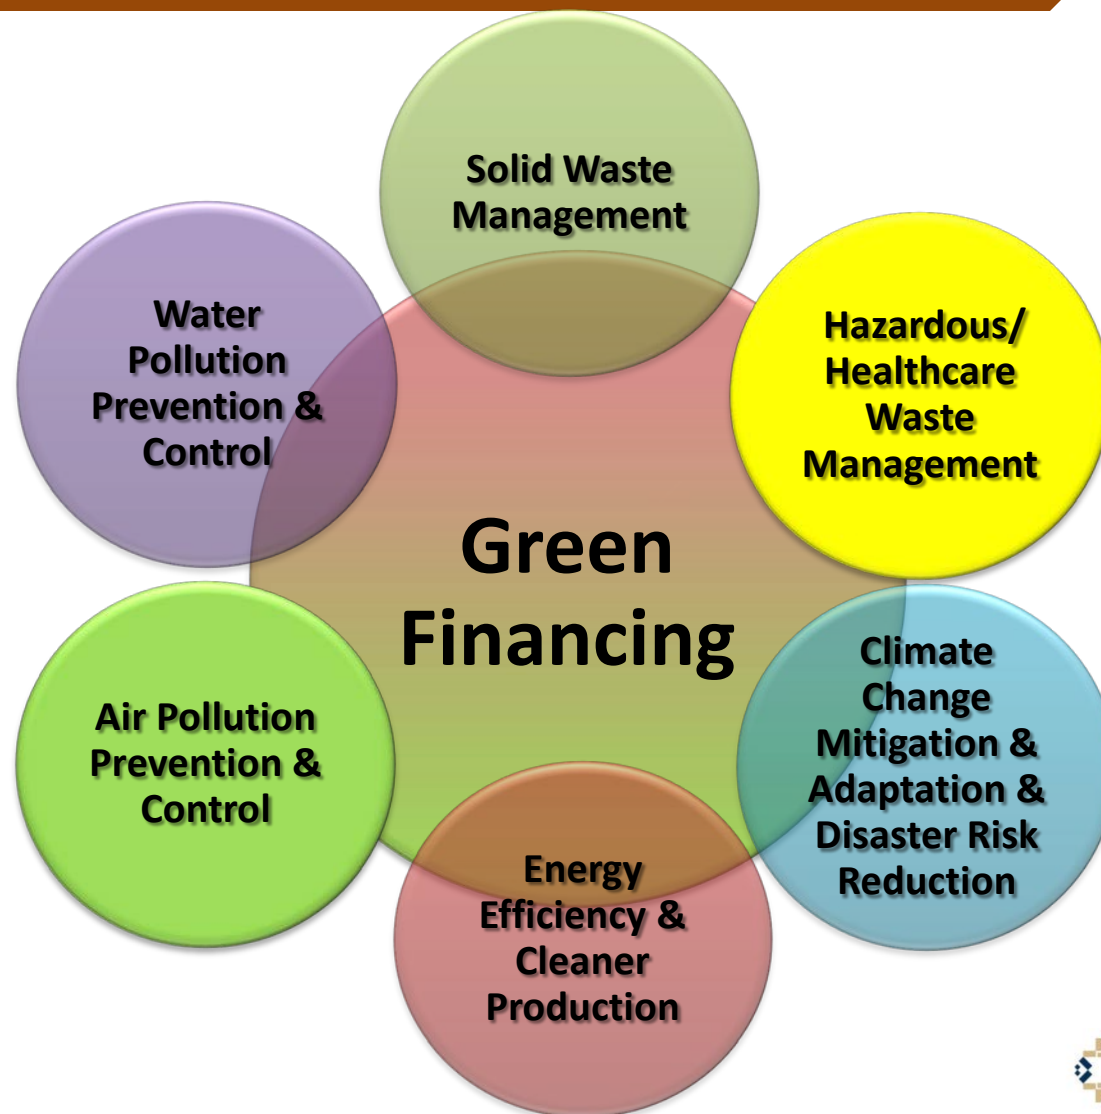 Solid Waste
Management
Water
Pollution
Prevention &
Control
Hazardous/
Healthcare
Waste
Management
Green
Financing
Climate
Change
Mitigation &
Adaptation &
Disaster Risk
Reduction
Air Pollution
Prevention &
Control
Energy
Efficiency &
Cleaner
Production